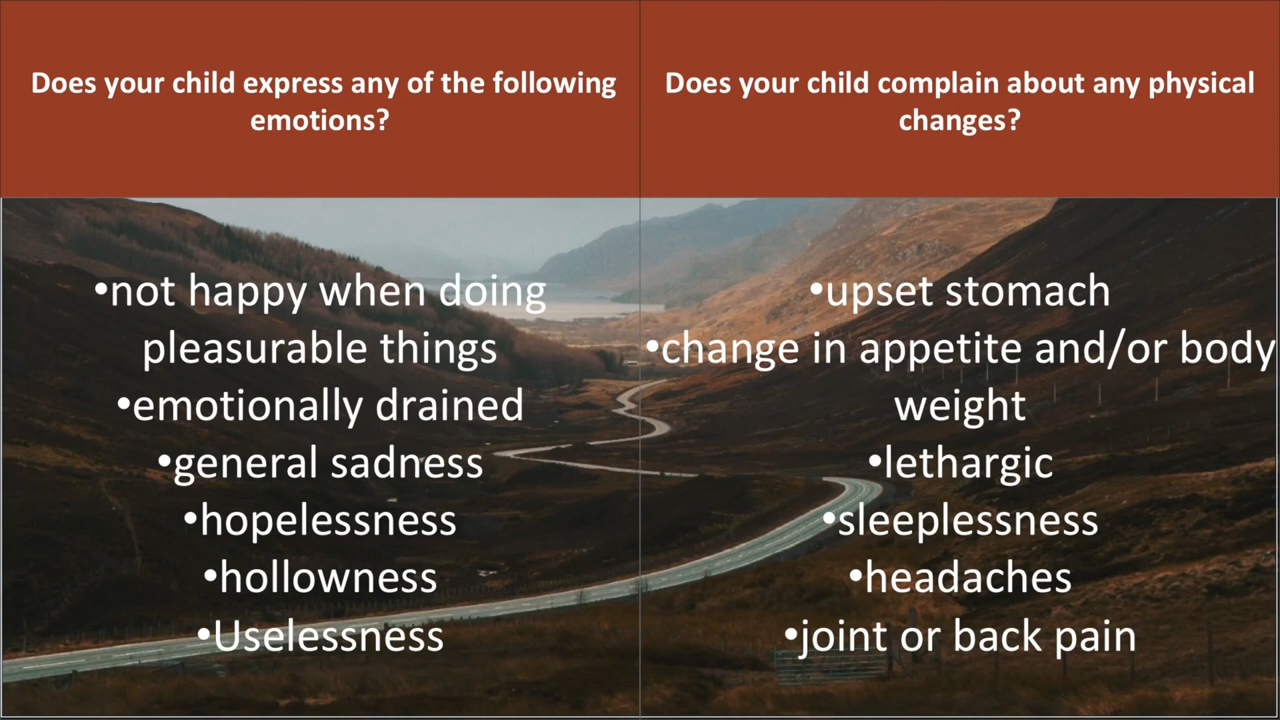 Does your child express any of the following
emotions?
Does your child complain about any physical
changes?
•not happy when doing
pleasurable things
•emotionally drained
•general sadness
•hopelessness
•hollowness
•Uselessness
•upset stomach
•change in appetite and/or body
weight
•lethargic
•sleeplessness
•headaches
•joint or back pain